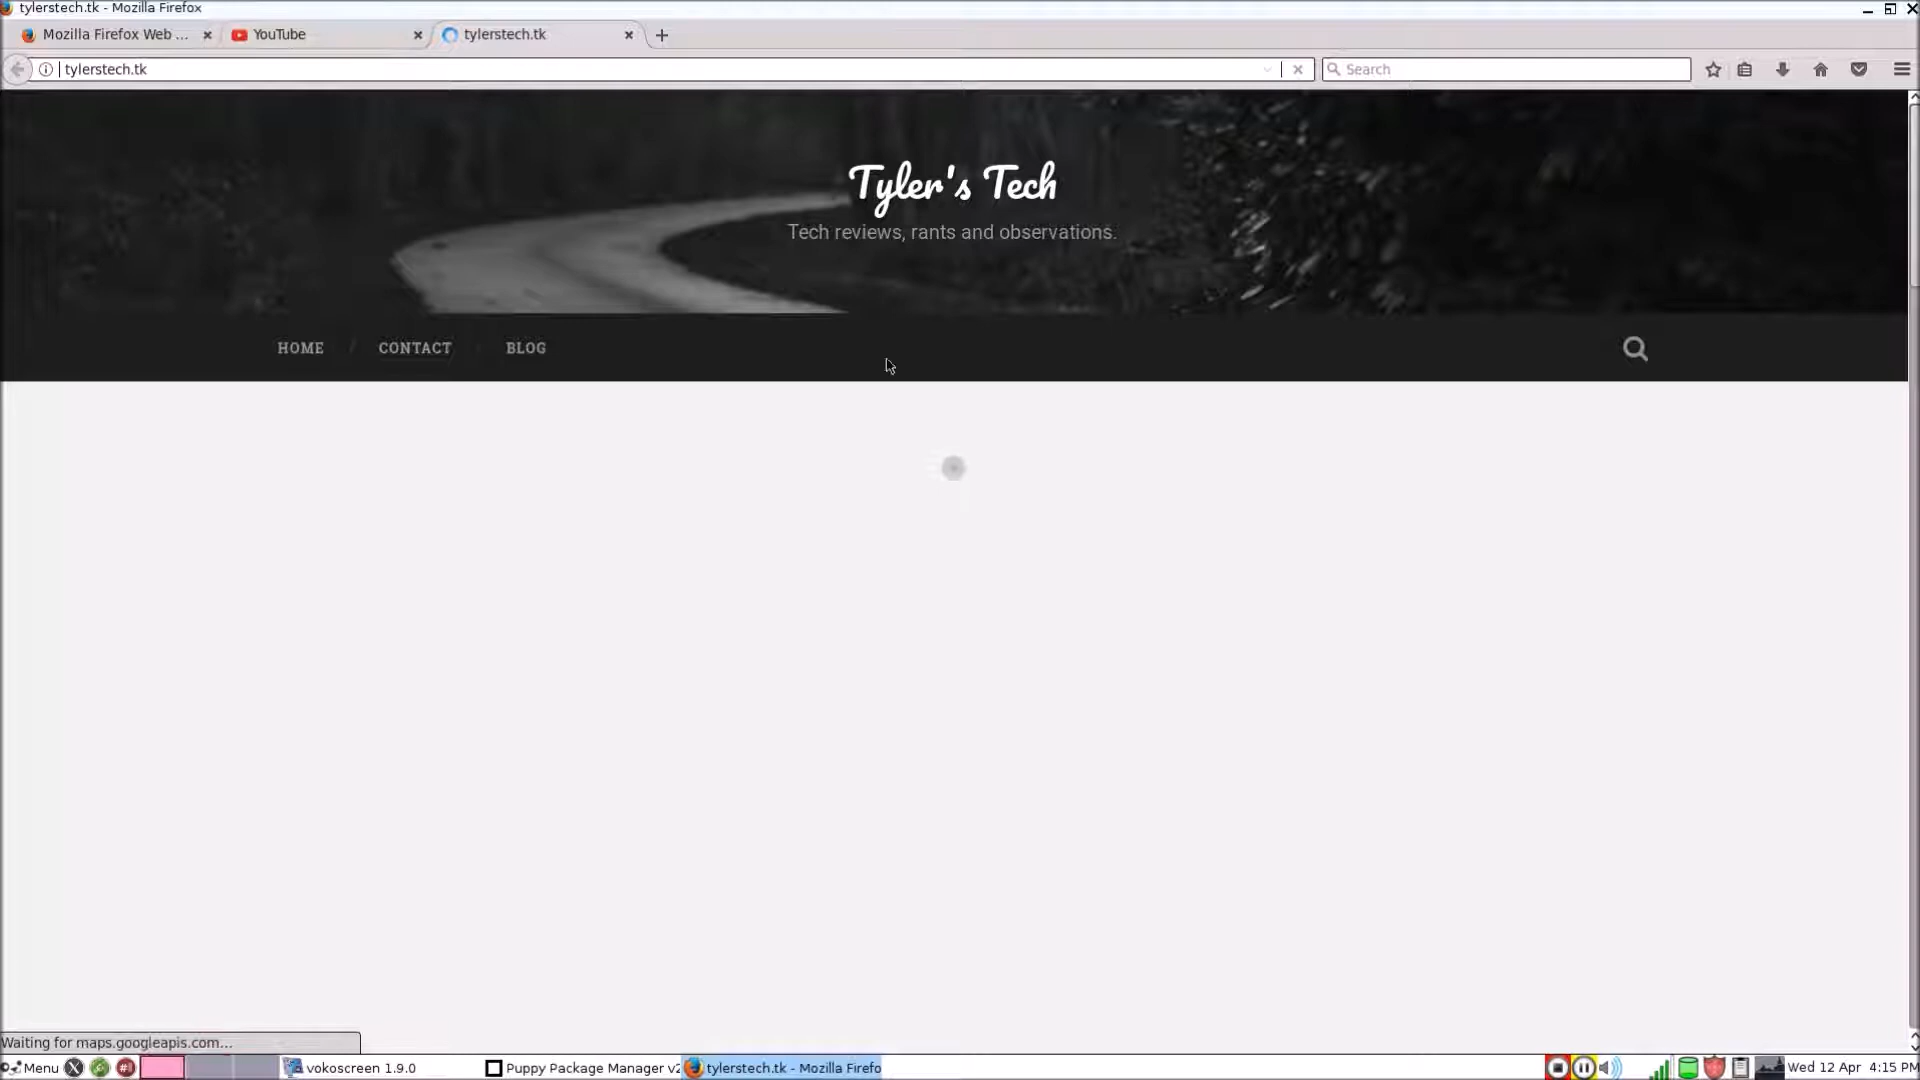 tylerstech.tk - Mozilla Firefox
Mozilla Firefox Web ...
YouTube
tylerstech.tk
tylerstech.tk
Search
Tyler's Tech
Tech reviews, rants and observations.
HOME / CONTACT / BLOG
Waiting for maps.googleapis.com...
Menu
vokoscreen 1.9.0
Puppy Package Manager v2
tylerstech.tk - Mozilla Firefo
Wed 12 Apr 4:15 PM